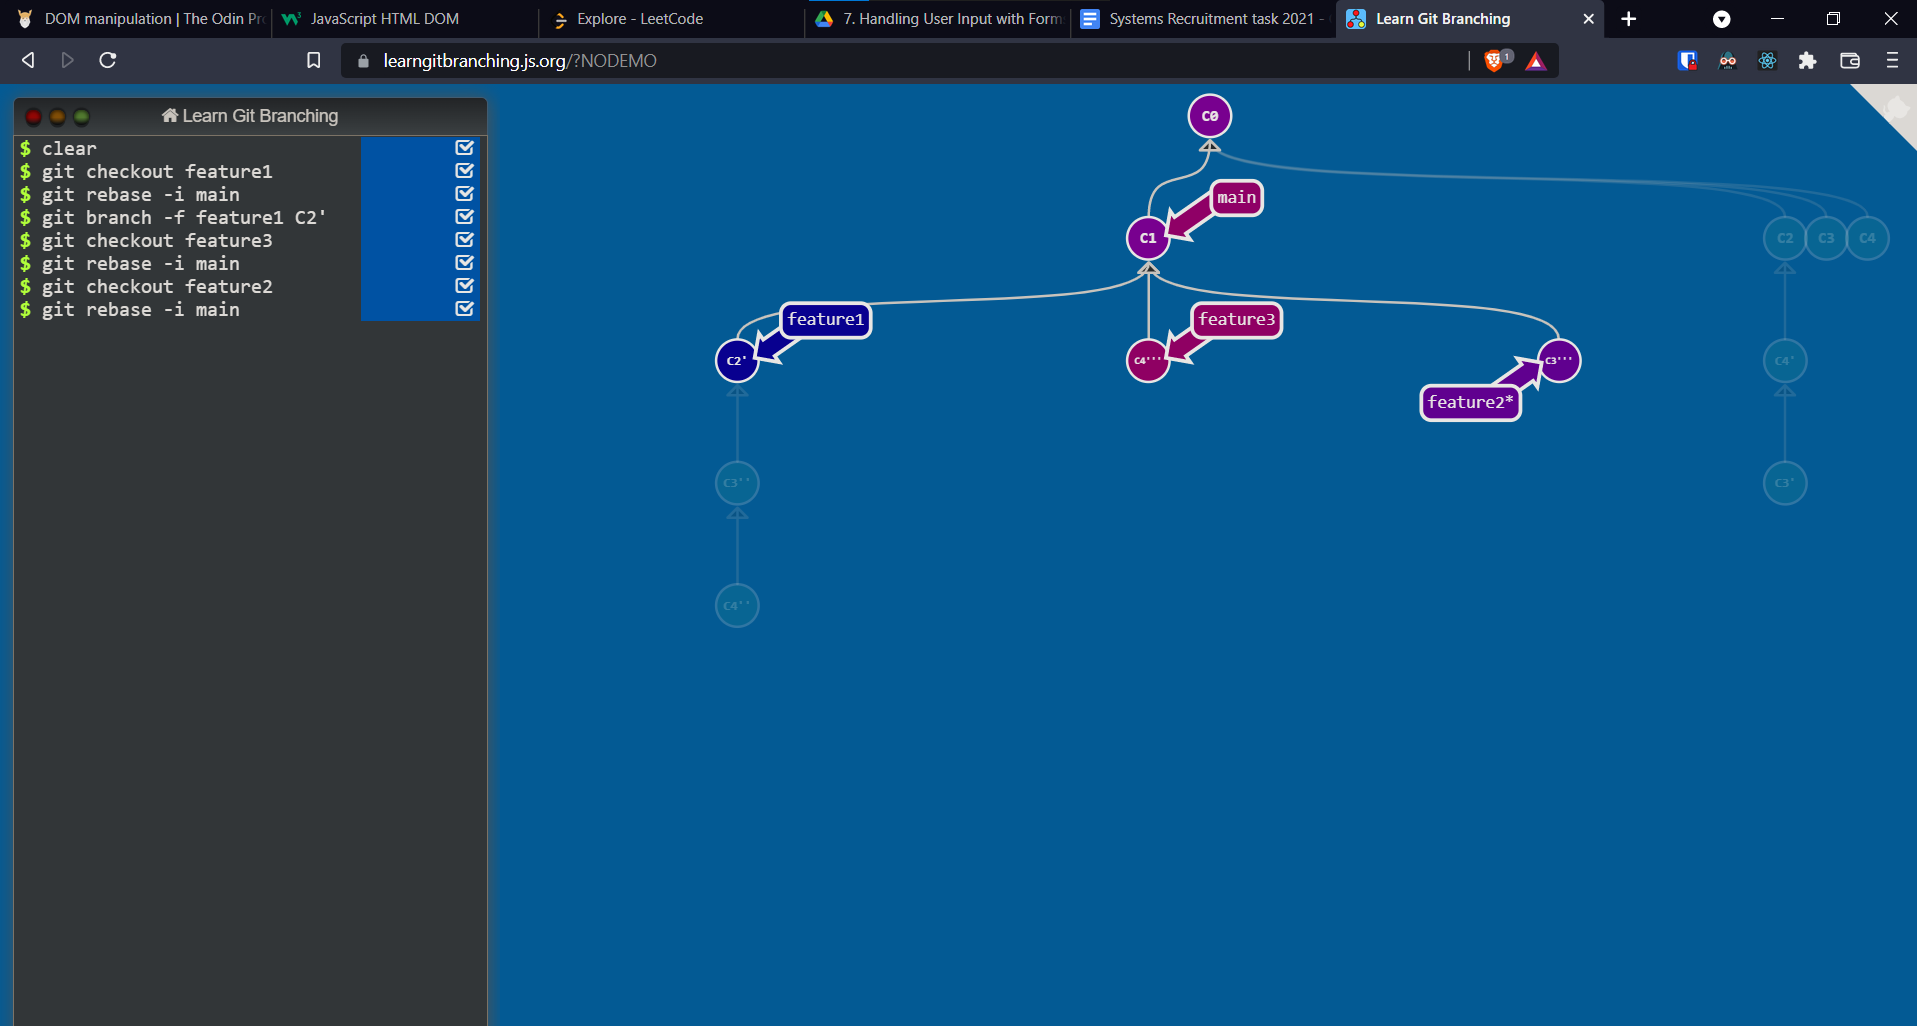 DOM manipulation | The Odin Pro
JavaScript HTML DOM
Explore - LeetCode
7. Handling User Input with Form
Systems Recruitment task 2021 -
Learn Git Branching
learngitbranching.js.org/?NODEMO
1
Learn Git Branching
$ clear
$ git checkout feature1
$ git rebase -i main
$ git branch -f feature1 C2'
$ git checkout feature3
$ git rebase -i main
$ git checkout feature2
$ git rebase -i main
C0
main
C1
C2
C3
C4
feature1
feature3
C2'
C4'''
C3'''
C4'
feature2*
C3''
C3'
C4''